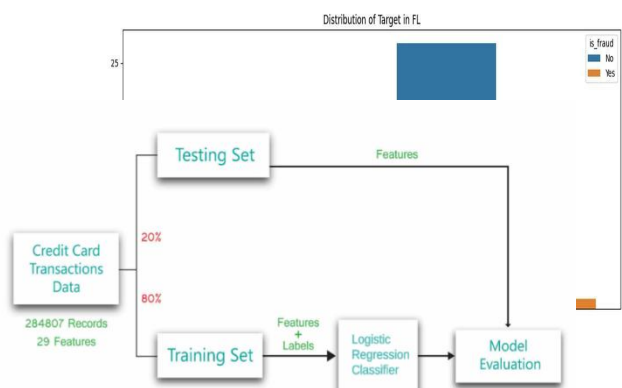 Distribution of Target in FL
is_fraud
No
Yes
25
Testing Set
Features
20%
Credit Card
Transactions
Data
80%
284807 Records
29 Features
Features
+
Labels
Training Set
Logistic
Regression
Classifier
Model
Evaluation